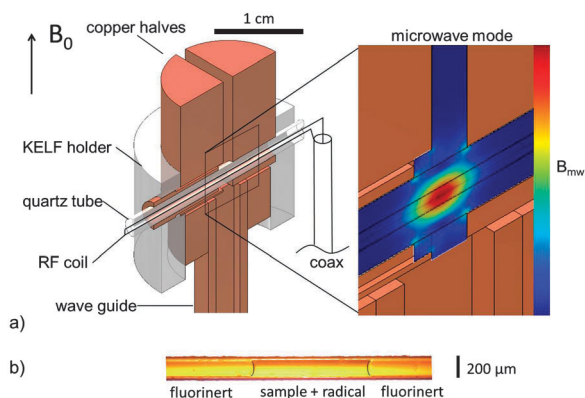 B0
copper halves
1 cm
microwave mode
KELF holder
quartz tube
RF coil
wave guide
coax
Bmw
a)
b)
fluorinert
sample + radical
fluorinert
200 µm